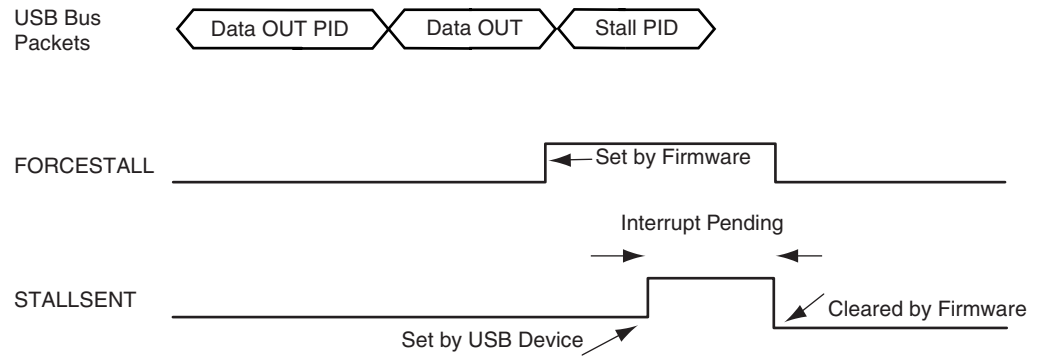 USB Bus
Packets
Data OUT PID
Data OUT
Stall PID
FORCESTALL
Set by Firmware
Interrupt Pending
STALLSENT
Cleared by Firmware
Set by USB Device